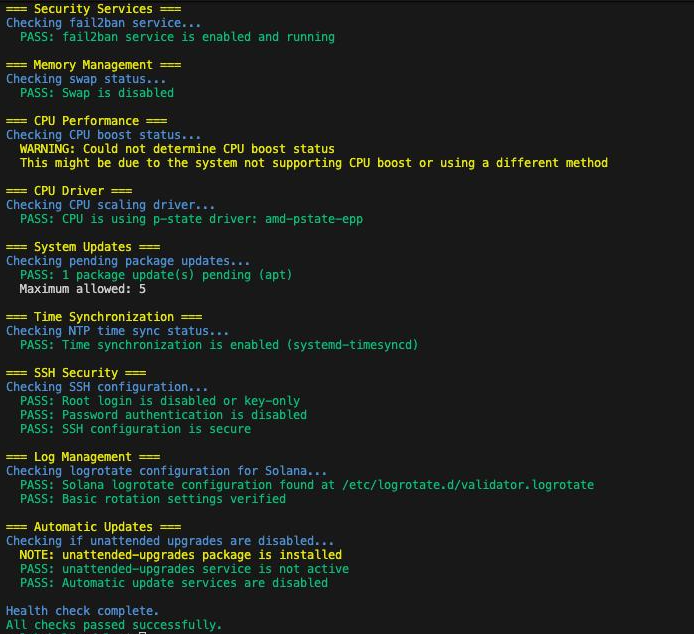 === Security Services ===
Checking fail2ban service...
PASS: fail2ban service is enabled and running
=== Memory Management ===
Checking swap status...
PASS: Swap is disabled
=== CPU Performance ===
Checking CPU boost status...
WARNING: Could not determine CPU boost status
This might be due to the system not supporting CPU boost or using a different method
=== CPU Driver ===
Checking CPU scaling driver...
PASS: CPU is using p-state driver: amd-pstate-epp
=== System Updates ===
Checking pending package updates...
PASS: 1 package update(s) pending (apt)
Maximum allowed: 5
=== Time Synchronization ===
Checking NTP time sync status...
PASS: Time synchronization is enabled (systemd-timesyncd)
=== SSH Security ===
Checking SSH configuration...
PASS: Root login is disabled or key-only
PASS: Password authentication is disabled
PASS: SSH configuration is secure
=== Log Management ===
Checking logrotate configuration for Solana...
PASS: Solana logrotate configuration found at /etc/logrotate.d/validator.logrotate
PASS: Basic rotation settings verified
=== Automatic Updates ===
Checking if unattended upgrades are disabled...
NOTE: unattended-upgrades package is installed
PASS: unattended-upgrades service is not active
PASS: Automatic update services are disabled
Health check complete.
All checks passed successfully.